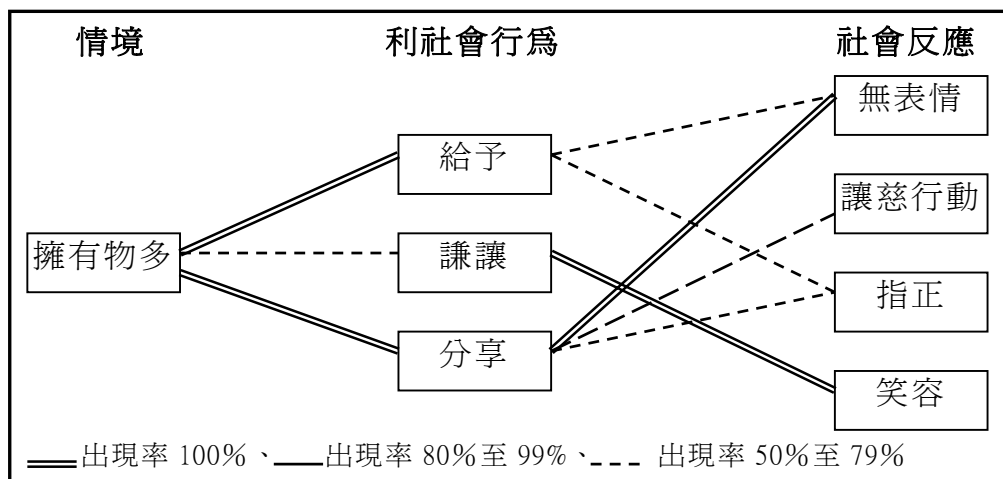 情境 利社會行為 社會反應
無表情
給予
讓慈行動
擁有物多 謙讓
指正
分享
笑容
出現率 100%、 出現率 80%至 99%、 出現率 50%至 79%